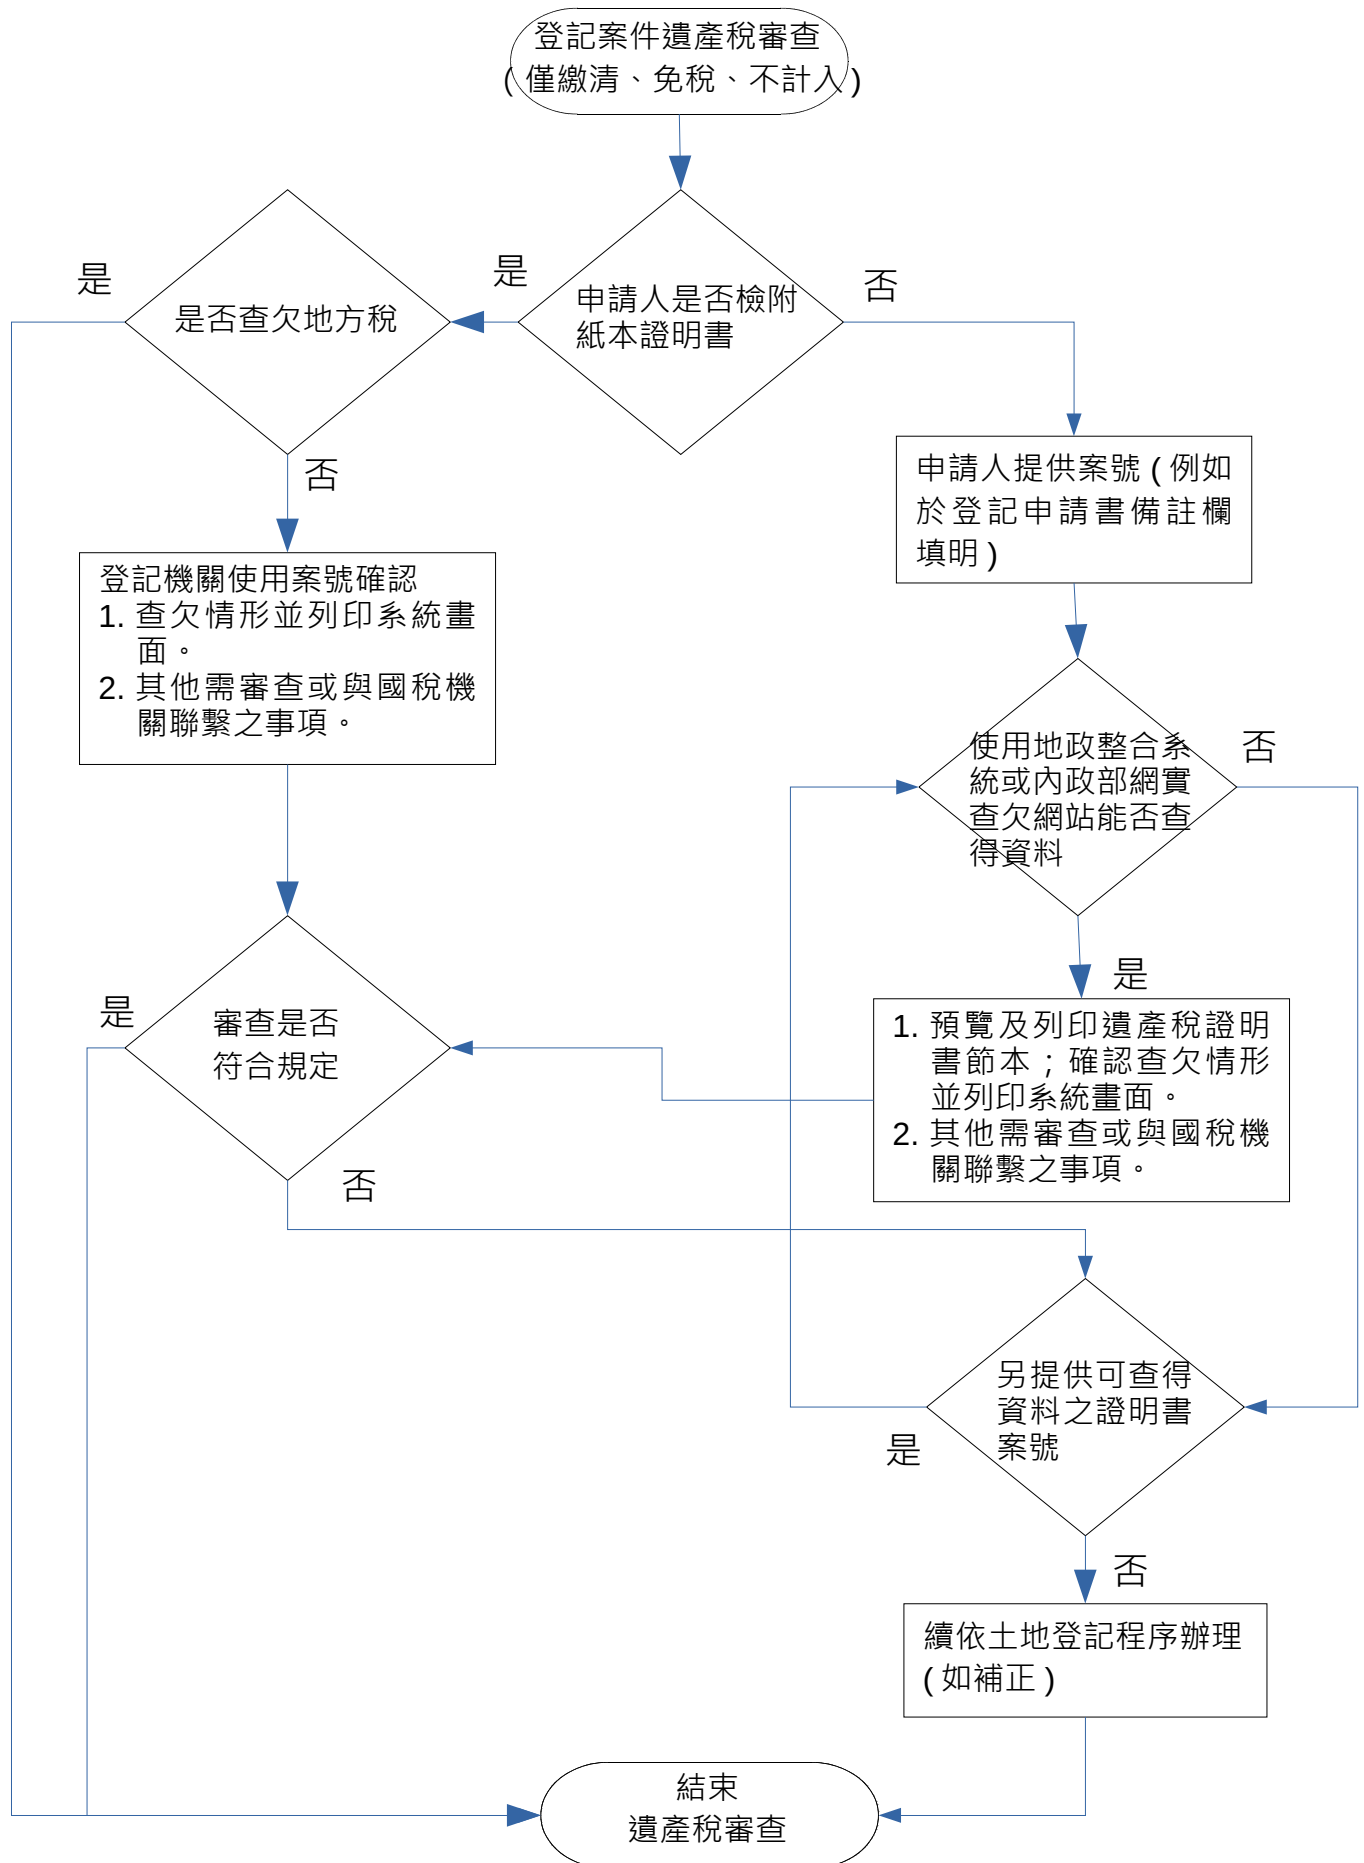 登記案件遺產稅審查
(僅繳清、免稅、不計入)
是
是否查欠地方稅
是
申請人是否檢附
紙本證明書
否
否
申請人提供案號(例如
於登記申請書備註欄
填明)
登記機關使用案號確認
1. 查欠情形並列印系統畫
面。
2. 其他需審查或與國稅機
關聯繫之事項。
使用地政整合系
統或內政部網實
查欠網站能否查
得資料
否
是
是
審查是否
符合規定
否
1. 預覽及列印遺產稅證明
書節本；確認查欠情形
並列印系統畫面。
2. 其他需審查或與國稅機
關聯繫之事項。
另提供可查得
資料之證明書
案號
是
否
續依土地登記程序辦理
(如補正)
結束
遺產稅審查